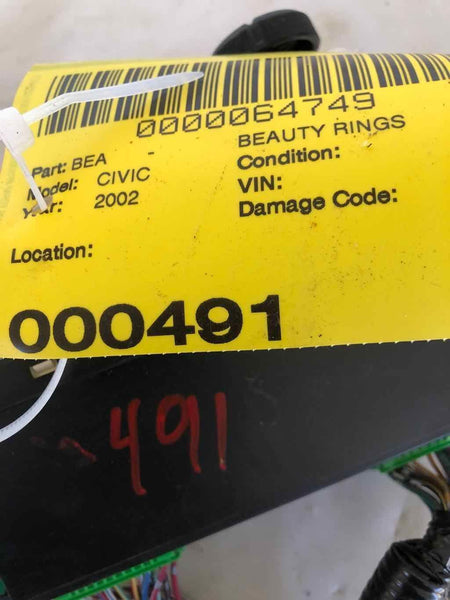 0000064749
BEAUTY RINGS
Part: BEA -
Condition:
Model: CIVIC
VIN:
Year: 2002
Damage Code:
Location:
000491
491